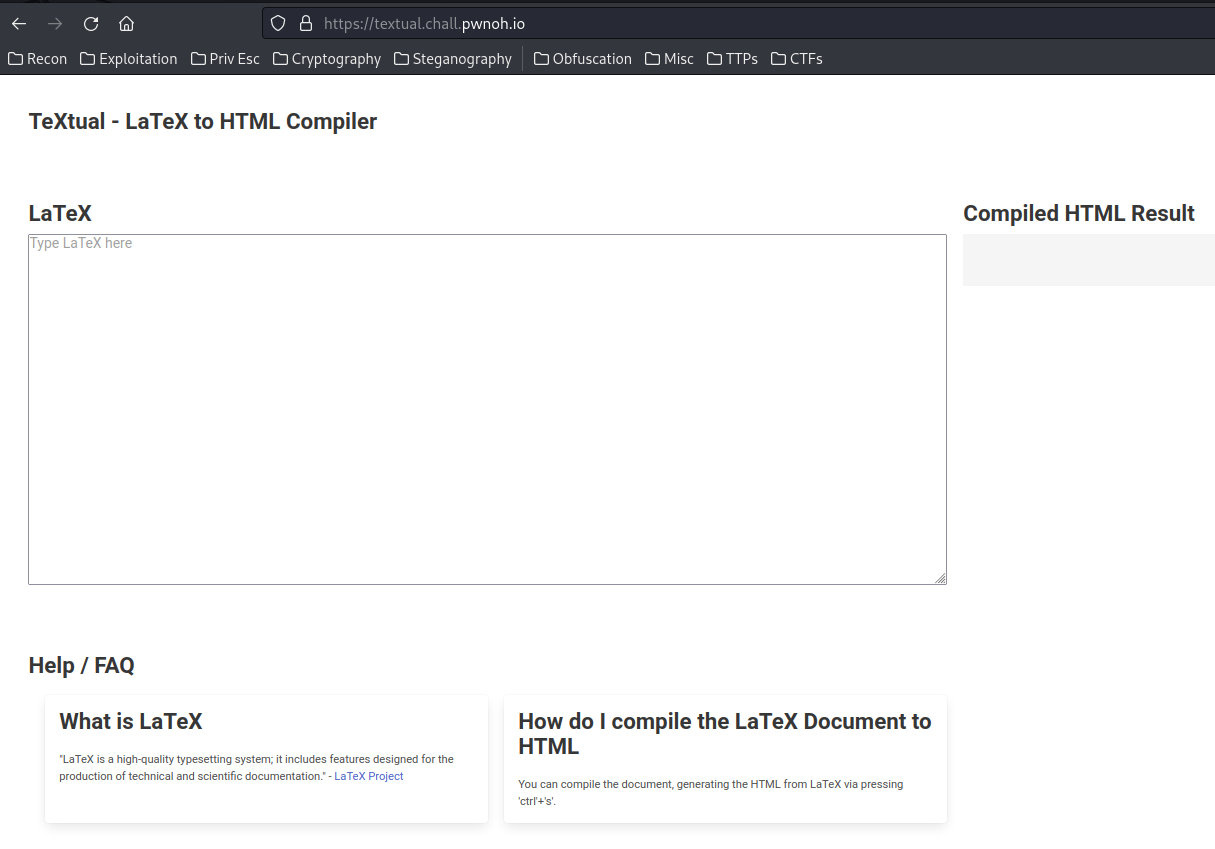 https://textual.chall.pwnoh.io
Recon Exploitation Priv Esc Cryptography Steganography Obfuscation Misc TTPs CTFs
TeXtual - LaTeX to HTML Compiler
LaTeX
Type LaTeX here
Compiled HTML Result
Help / FAQ
What is LaTeX
"LaTeX is a high-quality typesetting system; it includes features designed for the
production of technical and scientific documentation." - LaTeX Project
How do I compile the LaTeX Document to
HTML
You can compile the document, generating the HTML from LaTeX via pressing
'ctrl'+'s'.